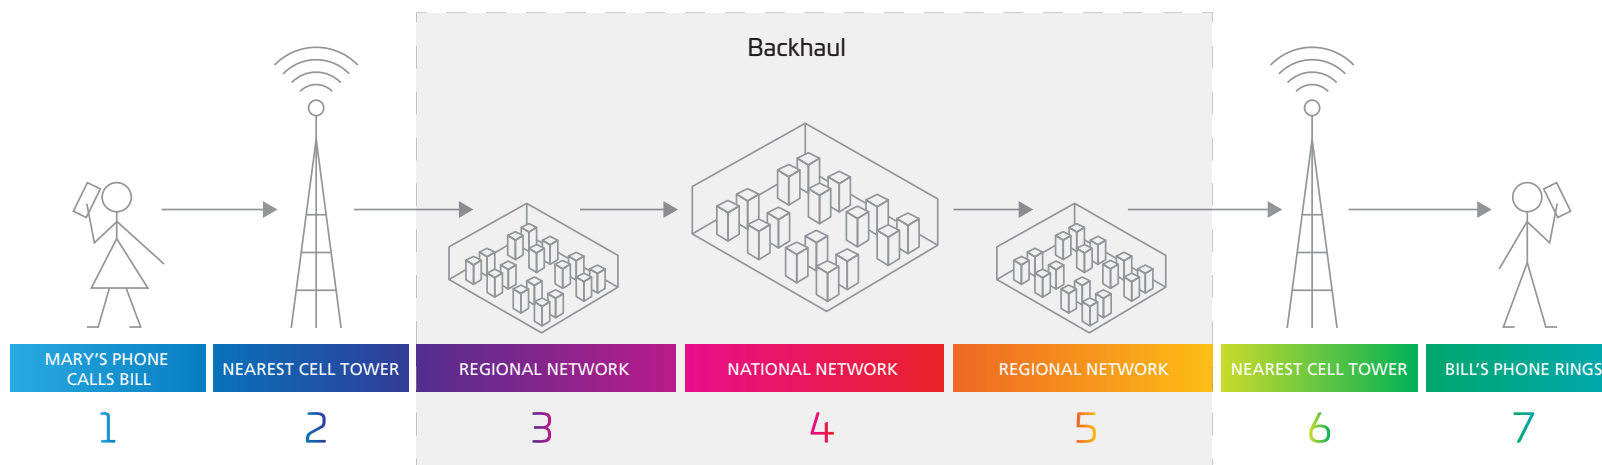 Backhaul
MARY'S PHONE
CALLS BILL
NEAREST CELL TOWER
REGIONAL NETWORK
NATIONAL NETWORK
REGIONAL NETWORK
NEAREST CELL TOWER
BILL'S PHONE RINGS
1
2
3
4
5
6
7